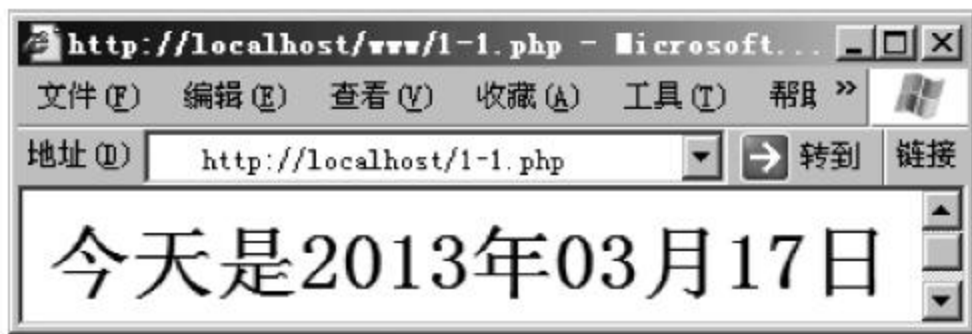 http://localhost/www/1-1.php - Microsoft...
文件(F) 编辑(E) 查看(V) 收藏(A) 工具(T) 帮助 »
地址(D) http://localhost/1-1.php 转到 链接
今天是2013年03月17日